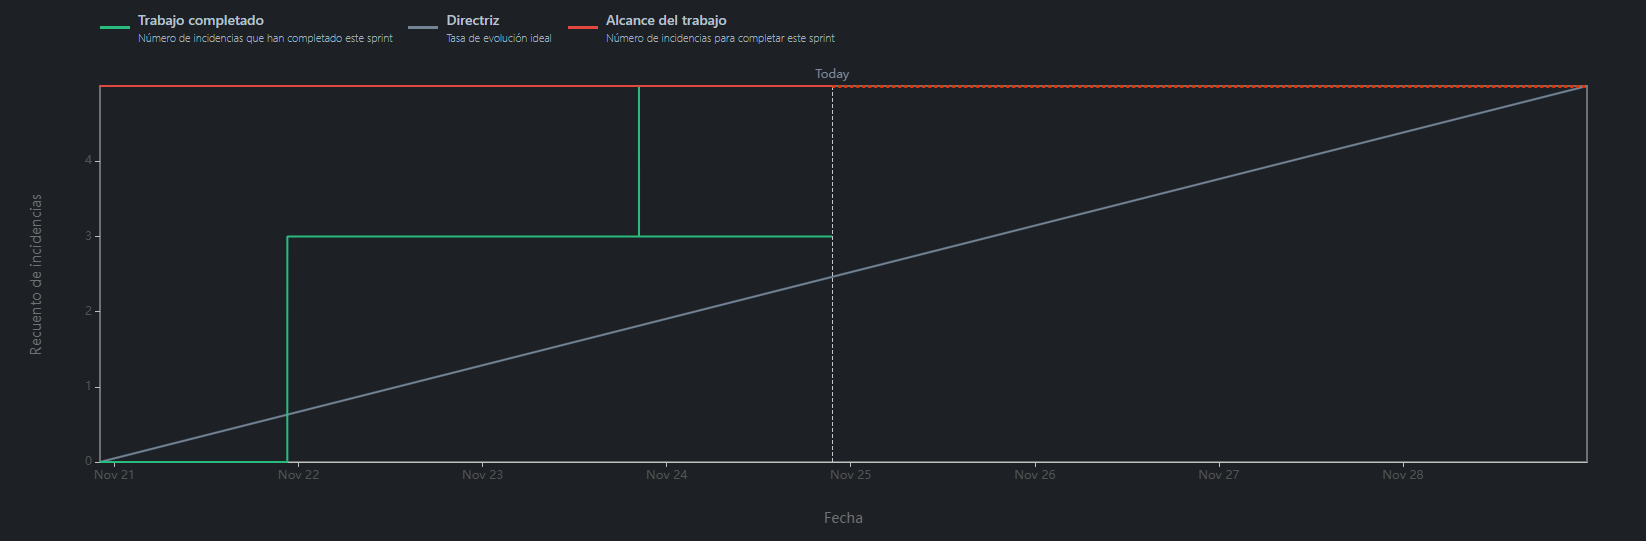 Trabajo completado
Número de incidencias que han completado este sprint
Directriz
Tasa de evolución ideal
Alcance del trabajo
Número de incidencias para completar este sprint
Today
Recuento de incidencias
4
3
2
1
0
Nov 21
Nov 22
Nov 23
Nov 24
Nov 25
Nov 26
Nov 27
Nov 28
Fecha